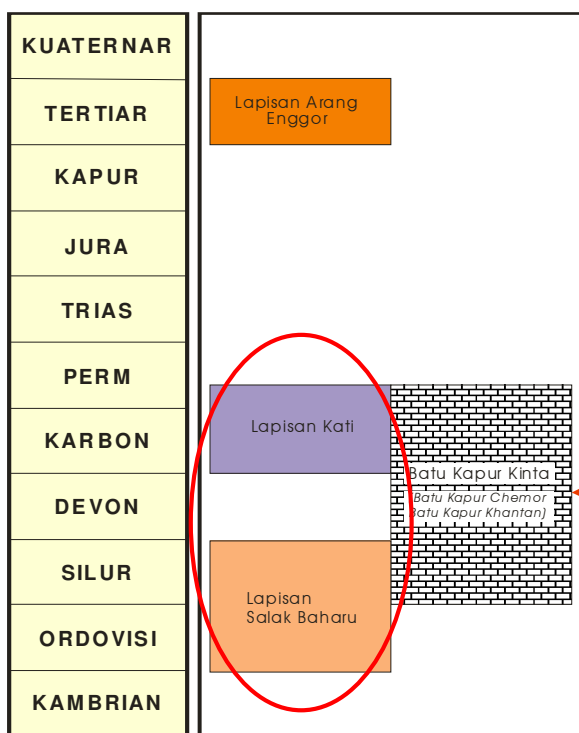 KUATERNAR
TERTIAR
KAPUR
JURA
TRIAS
PERM
KARBON
DEVON
SILUR
ORDOVISI
KAMBRIAN
Lapisan Arang
Enggor
Lapisan Kati
Batu Kapur Kinta
(Batu Kapur Chemor
Batu Kapur Khantan)
Lapisan
Salak Baharu